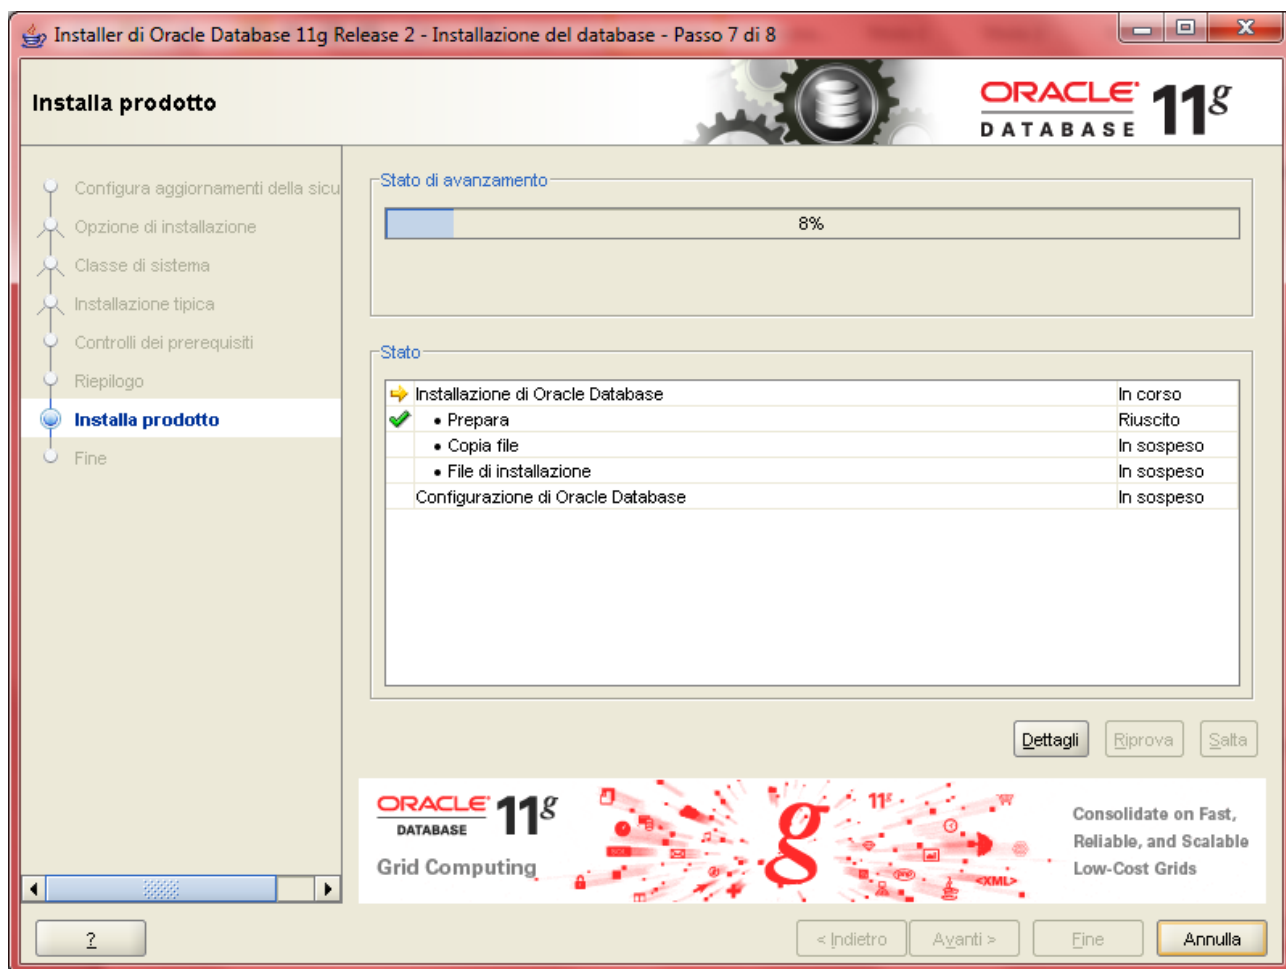 Installer di Oracle Database 11g Release 2 - Installazione del database - Passo 7 di 8
Installa prodotto
ORACLE DATABASE 11g
Configura aggiornamenti della sicu
Opzione di installazione
Classe di sistema
Installazione tipica
Controlli dei prerequisiti
Riepilogo
Installa prodotto
Fine
Stato di avanzamento
8%
Stato
Installazione di Oracle Database In corso
• Prepara Riuscito
• Copia file In sospeso
• File di installazione In sospeso
Configurazione di Oracle Database In sospeso
Dettagli Riprova Salta
ORACLE DATABASE 11g
Grid Computing
g
11g
<XML>
php
Consolidate on Fast,
Reliable, and Scalable
Low-Cost Grids
? < Indietro Avanti > Fine Annulla